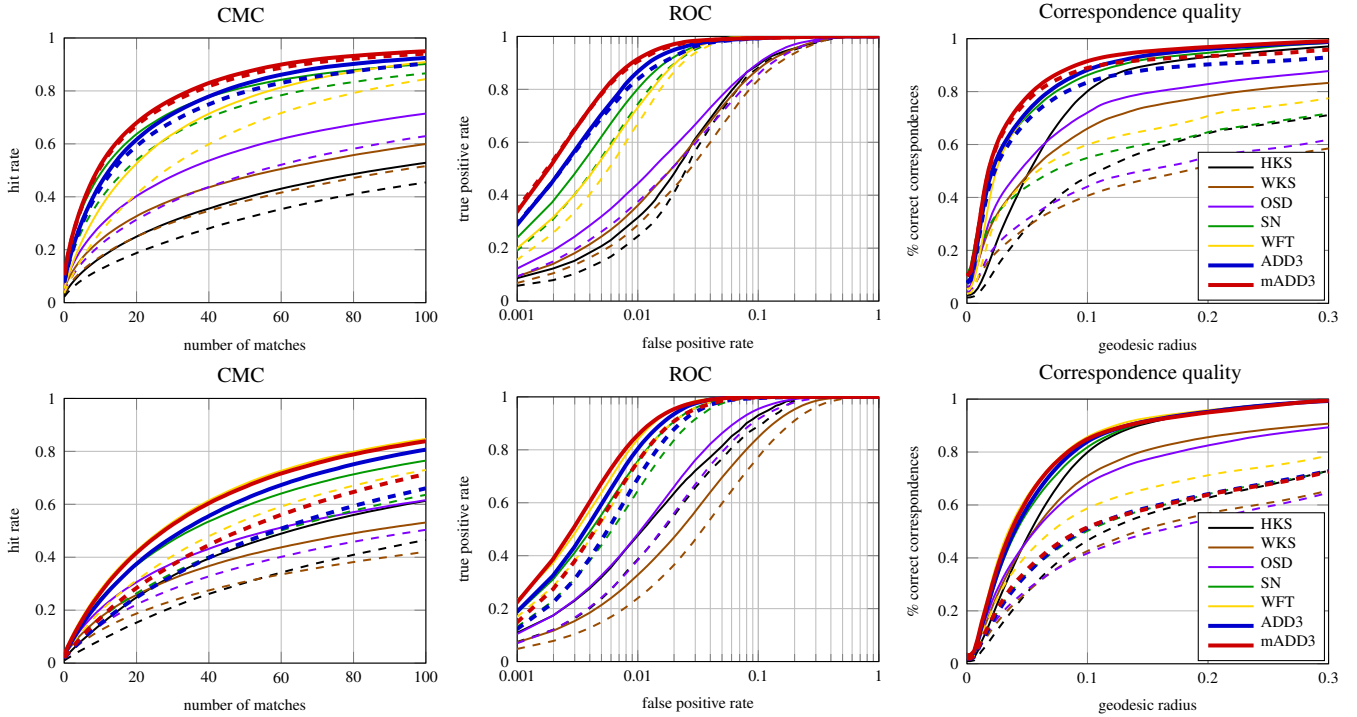 CMC
ROC
Correspondence quality
1
0.8
0.6
0.4
0.2
0
hit rate
0 20 40 60 80 100
number of matches
1
0.8
0.6
0.4
0.2
0
true positive rate
0.001 0.01 0.1 1
false positive rate
1
0.8
0.6
0.4
0.2
0
% correct correspondences
HKS
WKS
OSD
SN
WFT
ADD3
mADD3
0 0.1 0.2 0.3
geodesic radius
CMC
ROC
Correspondence quality
1
0.8
0.6
0.4
0.2
0
hit rate
0 20 40 60 80 100
number of matches
1
0.8
0.6
0.4
0.2
0
true positive rate
0.001 0.01 0.1 1
false positive rate
1
0.8
0.6
0.4
0.2
0
% correct correspondences
HKS
WKS
OSD
SN
WFT
ADD3
mADD3
0 0.1 0.2 0.3
geodesic radius